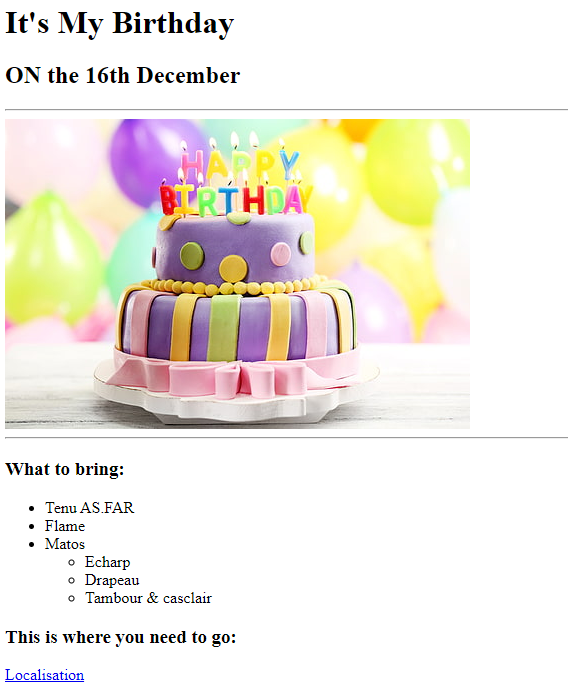 It's My Birthday
ON the 16th December
HAPPY
BIRTHDAY
What to bring:
Tenu AS.FAR
Flame
Matos
Echarp
Drapeau
Tambour & casclair
This is where you need to go:
Localisation